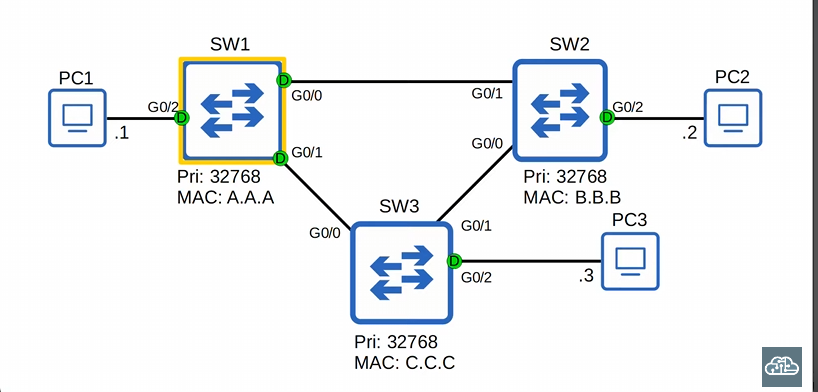 SW1
SW2
PC1
PC2
G0/2
D
D
G0/0
G0/1
D
G0/2
.1
.2
G0/0
D
G0/1
Pri: 32768
MAC: A.A.A
Pri: 32768
MAC: B.B.B
SW3
PC3
G0/0
G0/1
D
G0/2
.3
Pri: 32768
MAC: C.C.C